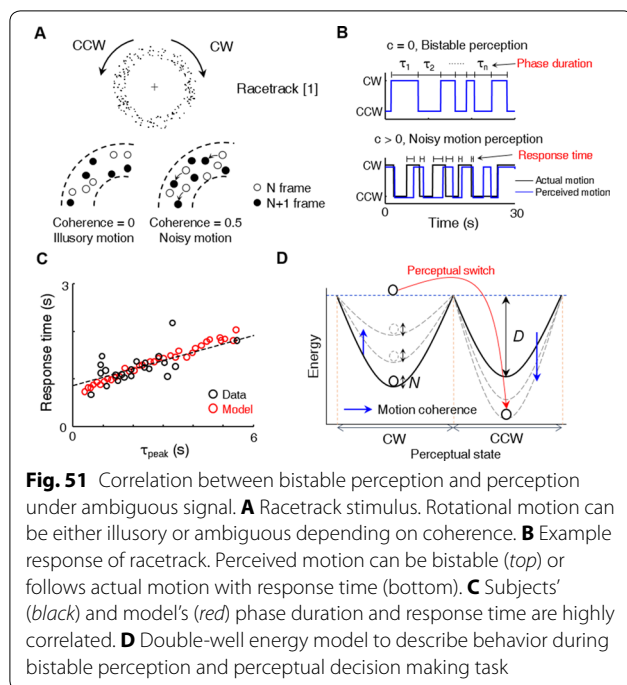 A
CCW
CW
Racetrack [1]
N frame
N+1 frame
Coherence = 0
Illusory motion
Coherence = 0.5
Noisy motion
B
c = 0, Bistable perception
τ1 τ2 ...... τn
Phase duration
CW
CCW
c > 0, Noisy motion perception
Response time
CW
CCW
Actual motion
Perceived motion
0
30
Time (s)
C
3
Response time (s)
0
Data
Model
0
6
τpeak (s)
D
Perceptual switch
Energy
D
N
Motion coherence
CW
CCW
Perceptual state
Fig. 51 Correlation between bistable perception and perception
under ambiguous signal. A Racetrack stimulus. Rotational motion can
be either illusory or ambiguous depending on coherence. B Example
response of racetrack. Perceived motion can be bistable (top) or
follows actual motion with response time (bottom). C Subjects'
(black) and model's (red) phase duration and response time are highly
correlated. D Double-well energy model to describe behavior during
bistable perception and perceptual decision making task